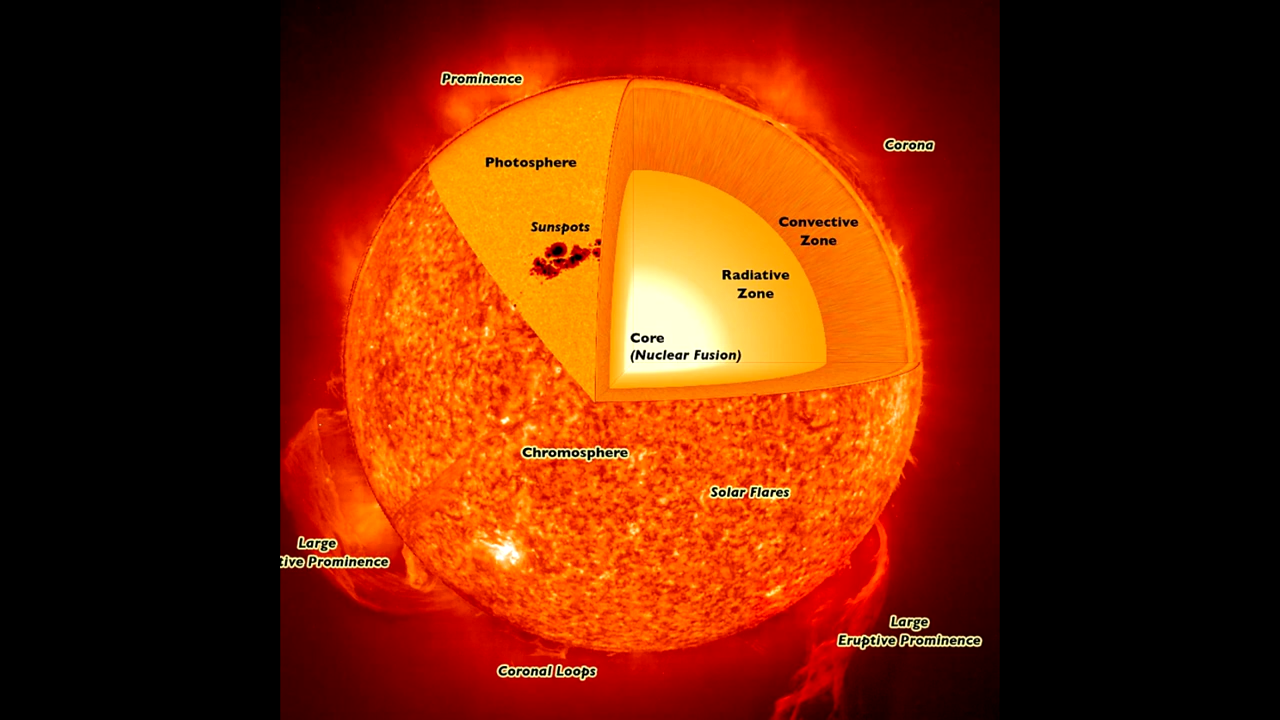 Prominence
Corona
Photosphere
Sunspots
Convective
Zone
Radiative
Zone
Core
(Nuclear Fusion)
Chromosphere
Solar Flares
Large
tive Prominence
Large
Eruptive Prominence
Coronal Loops